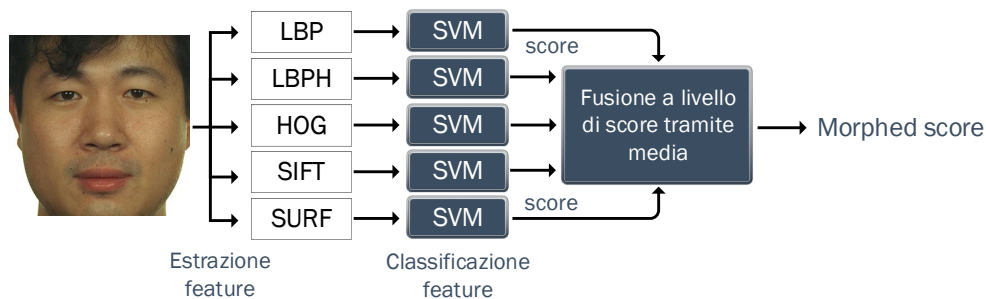 LBP
SVM
score
LBPH
SVM
HOG
SVM
SIFT
SVM
SURF
SVM
score
Fusione a livello
di score tramite
media
Morphed score
Estrazione
feature
Classificazione
feature